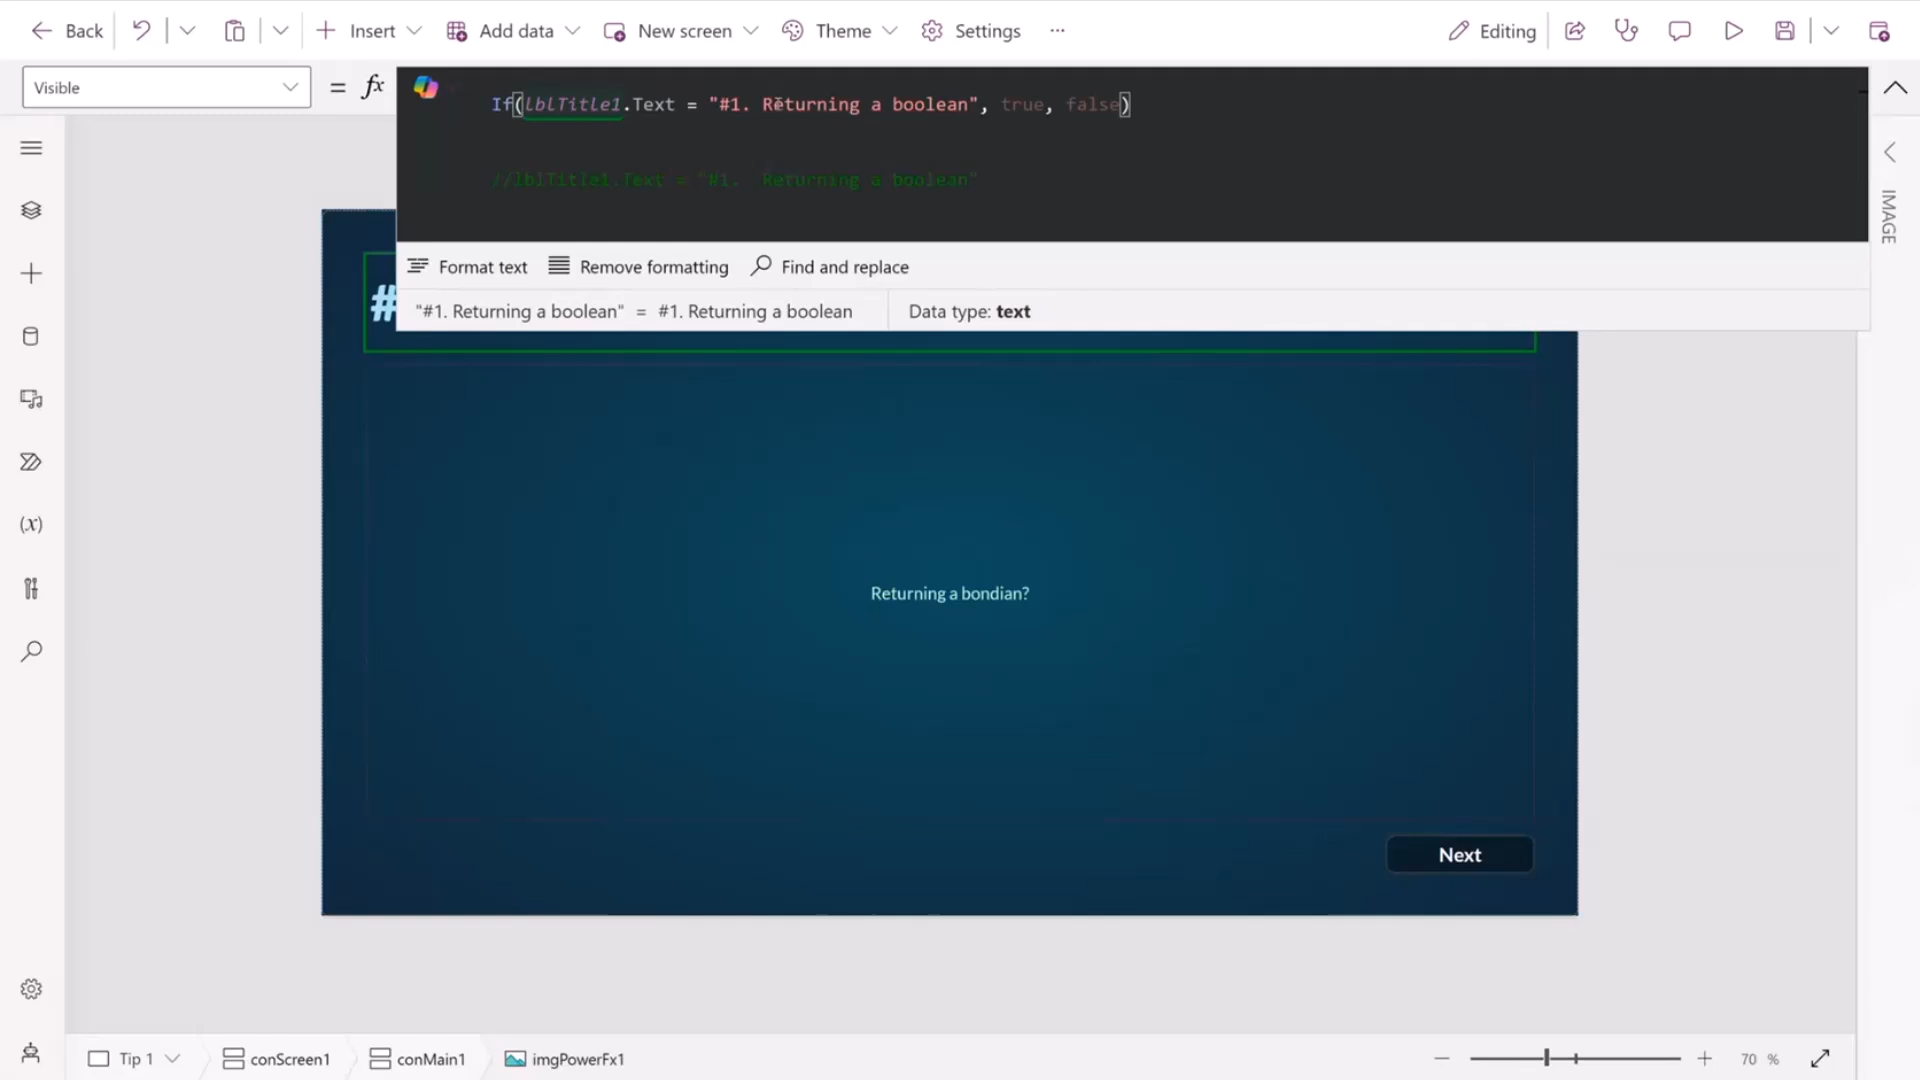 Back
Insert
Add data
New screen
Theme
Settings
...
Editing
Visible
= fx
If(lblTitle1.Text = "#1. Returning a boolean", true, false)
//lblTitle1.Text = "#1.  Returning a boolean"
IMAGE
Format text
Remove formatting
Find and replace
#
"#1. Returning a boolean" = #1. Returning a boolean
Data type: text
(x)
Returning a bondian?
Next
Tip 1
conScreen1
conMain1
imgPowerFx1
70 %